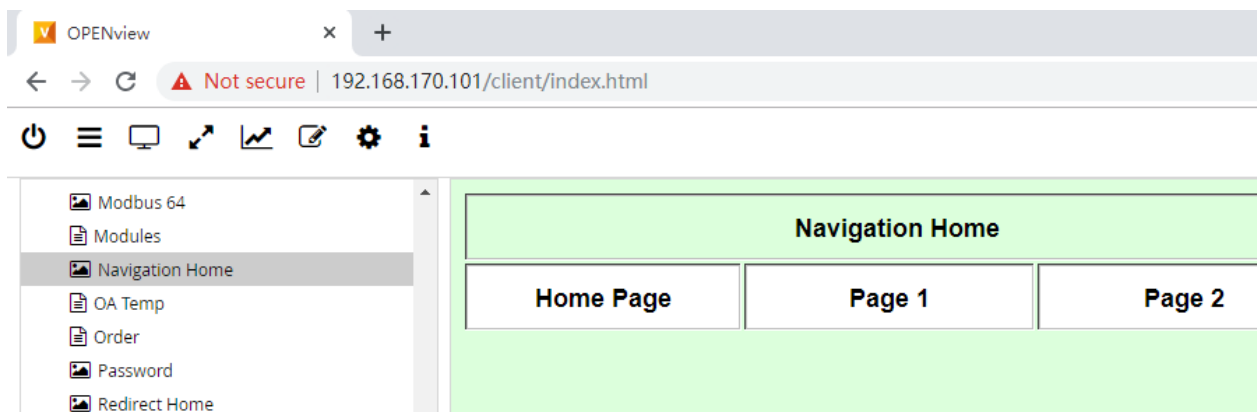 OPENview
Not secure | 192.168.170.101/client/index.html
Modbus 64
Modules
Navigation Home
OA Temp
Order
Password
Redirect Home
Navigation Home
Home Page Page 1 Page 2